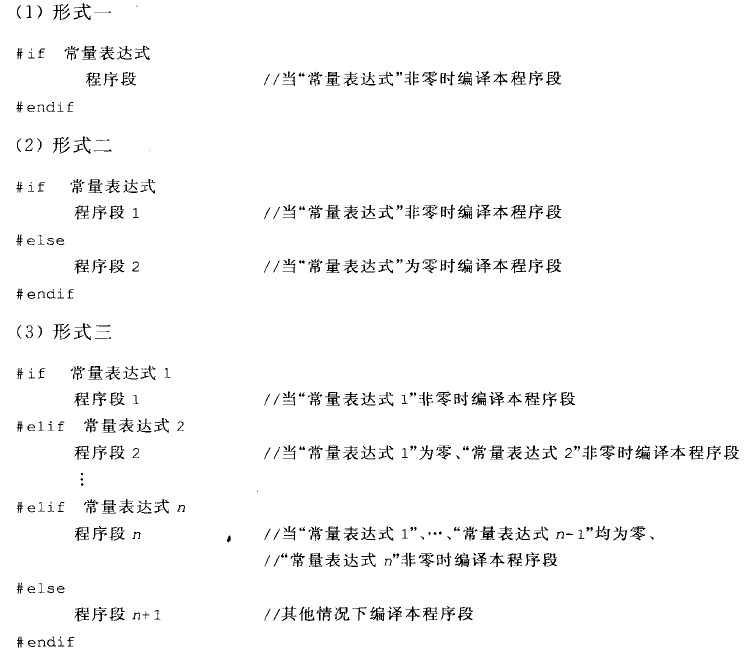 (1) 形式一
#if 常量表达式
程序段 //当“常量表达式”非零时编译本程序段
#endif
(2) 形式二
#if 常量表达式
程序段 1 //当“常量表达式”非零时编译本程序段
#else
程序段 2 //当“常量表达式”为零时编译本程序段
#endif
(3) 形式三
#if 常量表达式 1
程序段 1 //当“常量表达式 1”非零时编译本程序段
#elif 常量表达式 2
程序段 2 //当“常量表达式 1”为零、“常量表达式 2”非零时编译本程序段
⋮
#elif 常量表达式 n
程序段 n //当“常量表达式 1”、…、“常量表达式 n-1”均为零、
//“常量表达式 n”非零时编译本程序段
#else
程序段 n+1 //其他情况下编译本程序段
#endif